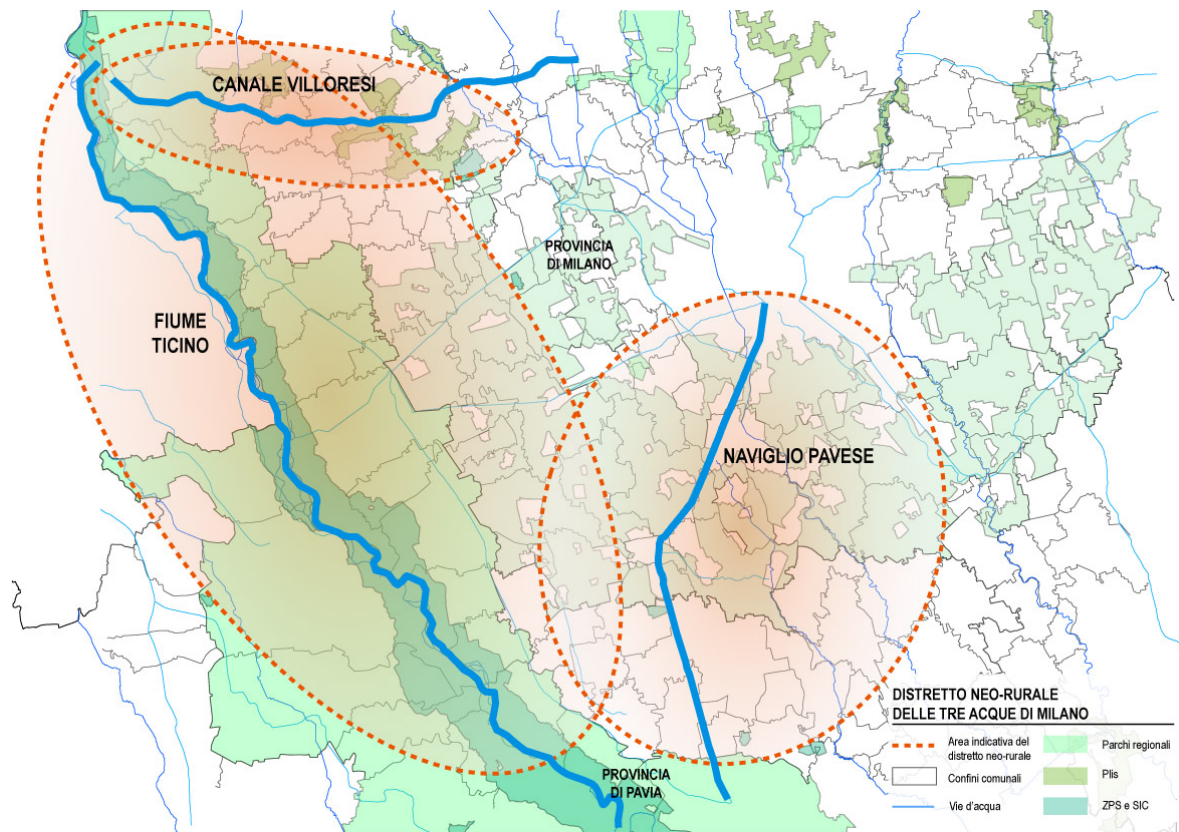 CANALE VILLORESI
PROVINCIA
DI MILANO
FIUME
TICINO
NAVIGLIO PAVESE
PROVINCIA
DI PAVIA
DISTRETTO NEO-RURALE
DELLE TRE ACQUE DI MILANO
Area indicativa del
distretto neo-rurale
Confini comunali
Vie d'acqua
Parchi regionali
Plis
ZPS e SIC